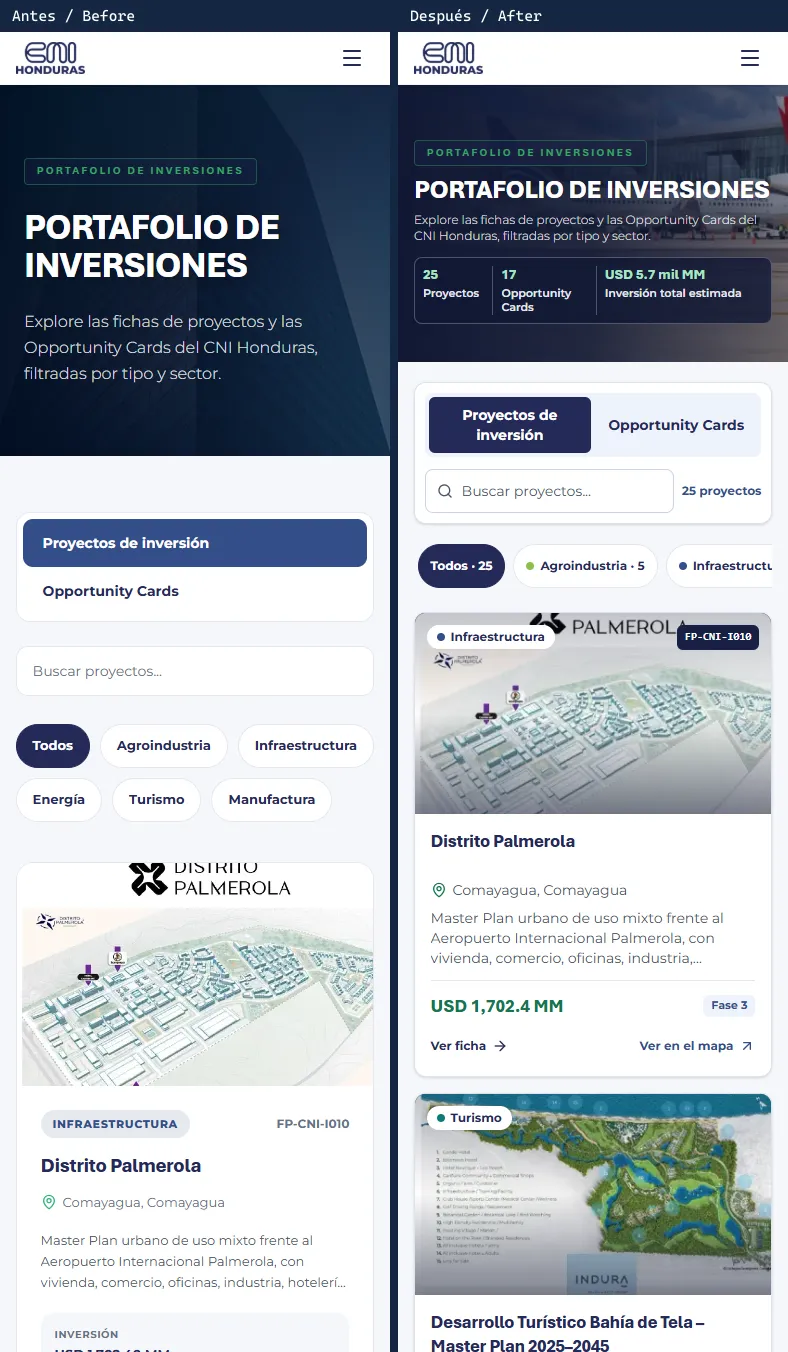 Antes / Before
CNI
HONDURAS
PORTAFOLIO DE INVERSIONES
PORTAFOLIO DE
INVERSIONES
Explore las fichas de proyectos y las
Opportunity Cards del CNI Honduras,
filtradas por tipo y sector.
Proyectos de inversión
Opportunity Cards
Buscar proyectos...
Todos
Agroindustria
Infraestructura
Energía
Turismo
Manufactura
DISTRITO
PALMEROLA
INFRAESTRUCTURA
FP-CNI-I010
Distrito Palmerola
Comayagua, Comayagua
Master Plan urbano de uso mixto frente al
Aeropuerto Internacional Palmerola, con
vivienda, comercio, oficinas, industria, hotelerí...
INVERSIÓN
Después / After
CNI
HONDURAS
PORTAFOLIO DE INVERSIONES
PORTAFOLIO DE INVERSIONES
Explore las fichas de proyectos y las Opportunity Cards del
CNI Honduras, filtradas por tipo y sector.
25
Proyectos
17
Opportunity
Cards
USD 5.7 mil MM
Inversión total estimada
Proyectos de
inversión
Opportunity Cards
Buscar proyectos...
25 proyectos
Todos · 25
Agroindustria · 5
Infraestructu
PALMEROLA
Infraestructura
FP-CNI-I010
Distrito Palmerola
Comayagua, Comayagua
Master Plan urbano de uso mixto frente al
Aeropuerto Internacional Palmerola, con
vivienda, comercio, oficinas, industria,...
USD 1,702.4 MM
Fase 3
Ver ficha
Ver en el mapa
Turismo
INDURA
Desarrollo Turístico Bahía de Tela –
Master Plan 2025–2045